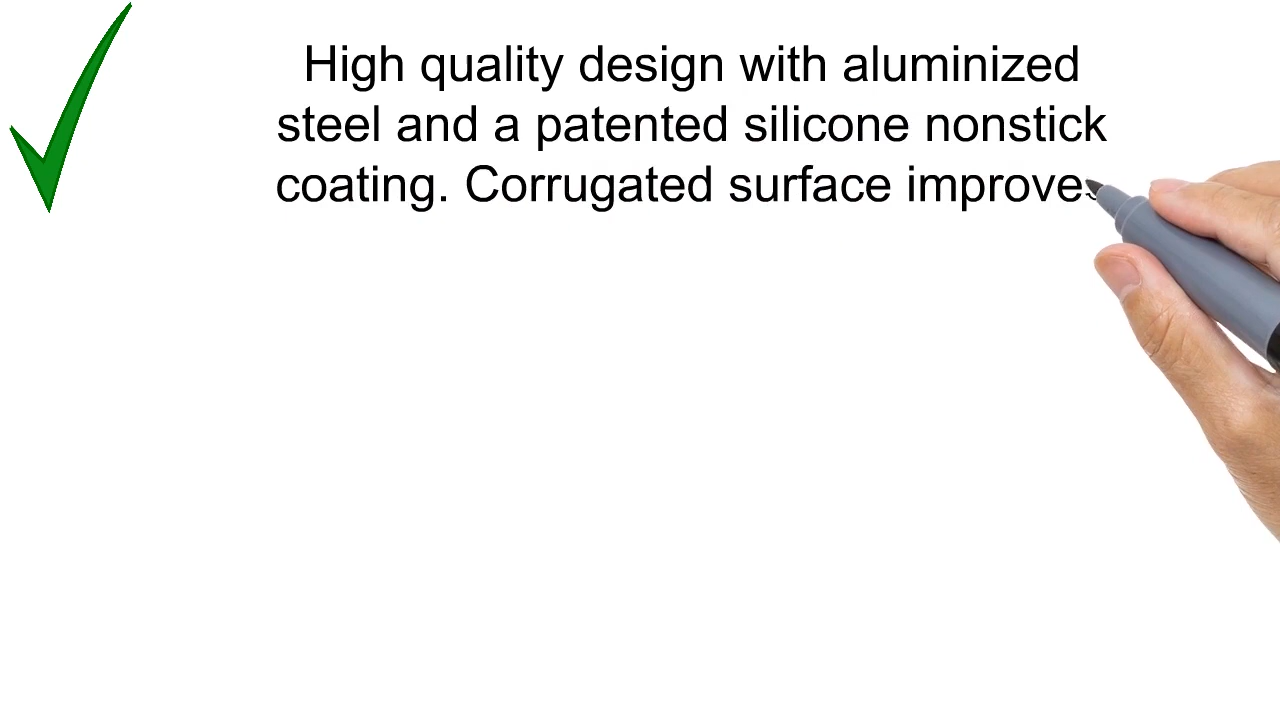 High quality design with aluminized
steel and a patented silicone nonstick
coating. Corrugated surface improves